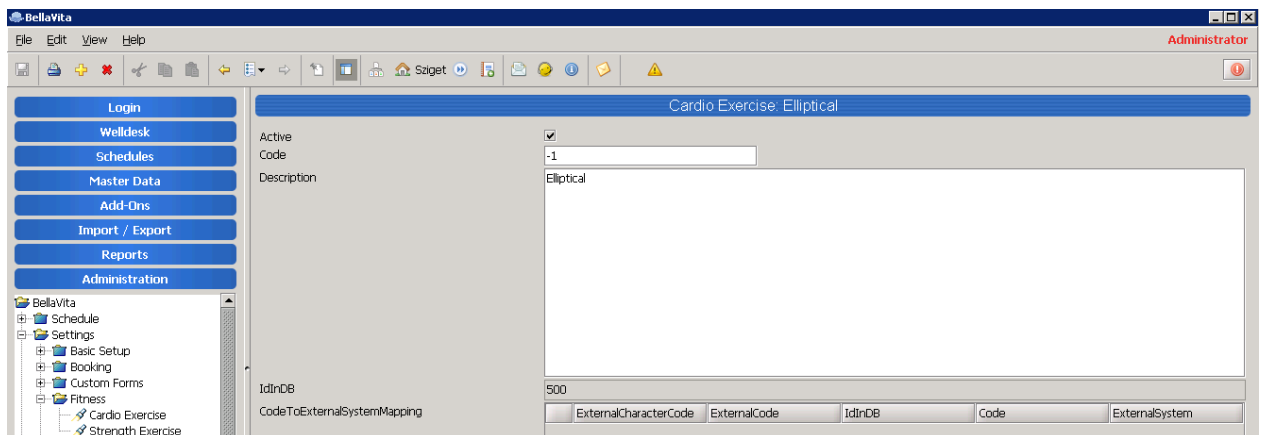 BellaVita
File Edit View Help
Administrator
Sziget
Login
Welldesk
Schedules
Master Data
Add-Ons
Import / Export
Reports
Administration
BellaVita
Schedule
Settings
Basic Setup
Booking
Custom Forms
Fitness
Cardio Exercise
Strength Exercise
Cardio Exercise: Elliptical
Active
Code -1
Description Elliptical
IdInDB 500
CodeToExternalSystemMapping
ExternalCharacterCode ExternalCode IdInDB Code ExternalSystem